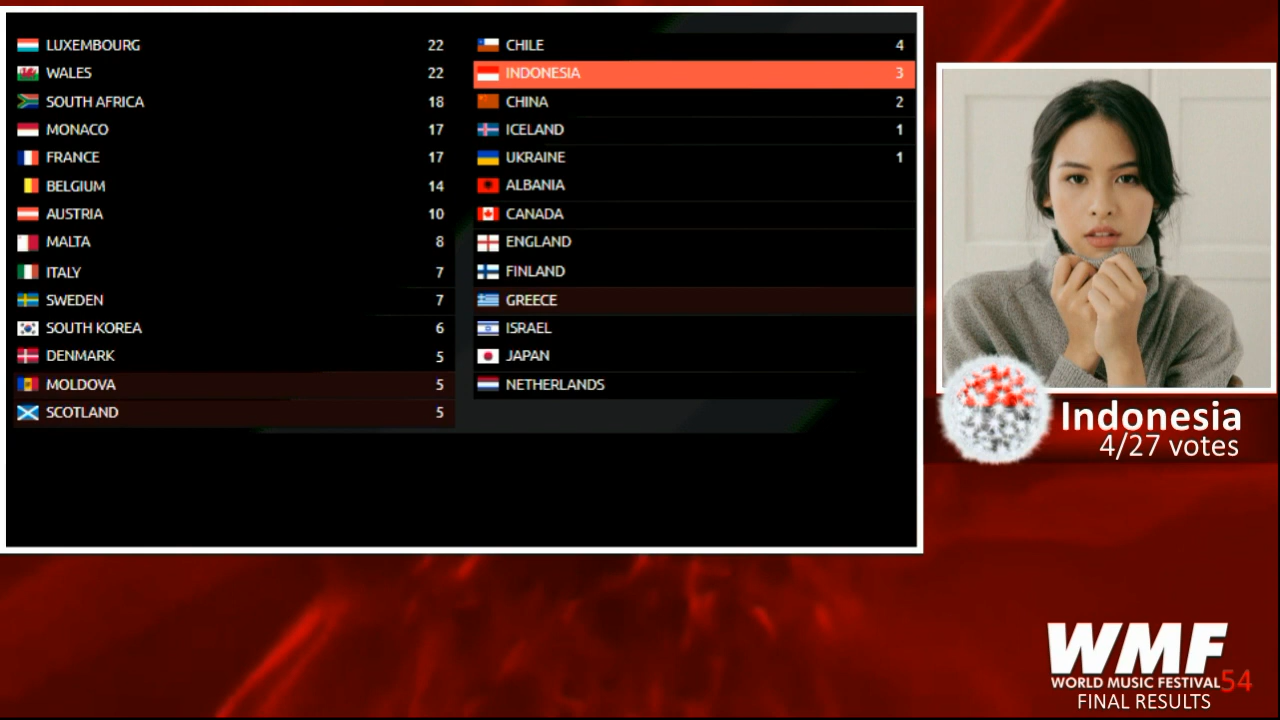 LUXEMBOURG 22
WALES 22
SOUTH AFRICA 18
MONACO 17
FRANCE 17
BELGIUM 14
AUSTRIA 10
MALTA 8
ITALY 7
SWEDEN 7
SOUTH KOREA 6
DENMARK 5
MOLDOVA 5
SCOTLAND 5
CHILE 4
INDONESIA 3
CHINA 2
ICELAND 1
UKRAINE 1
ALBANIA
CANADA
ENGLAND
FINLAND
GREECE
ISRAEL
JAPAN
NETHERLANDS
Indonesia
4/27 votes
WMF
WORLD MUSIC FESTIVAL 54
FINAL RESULTS